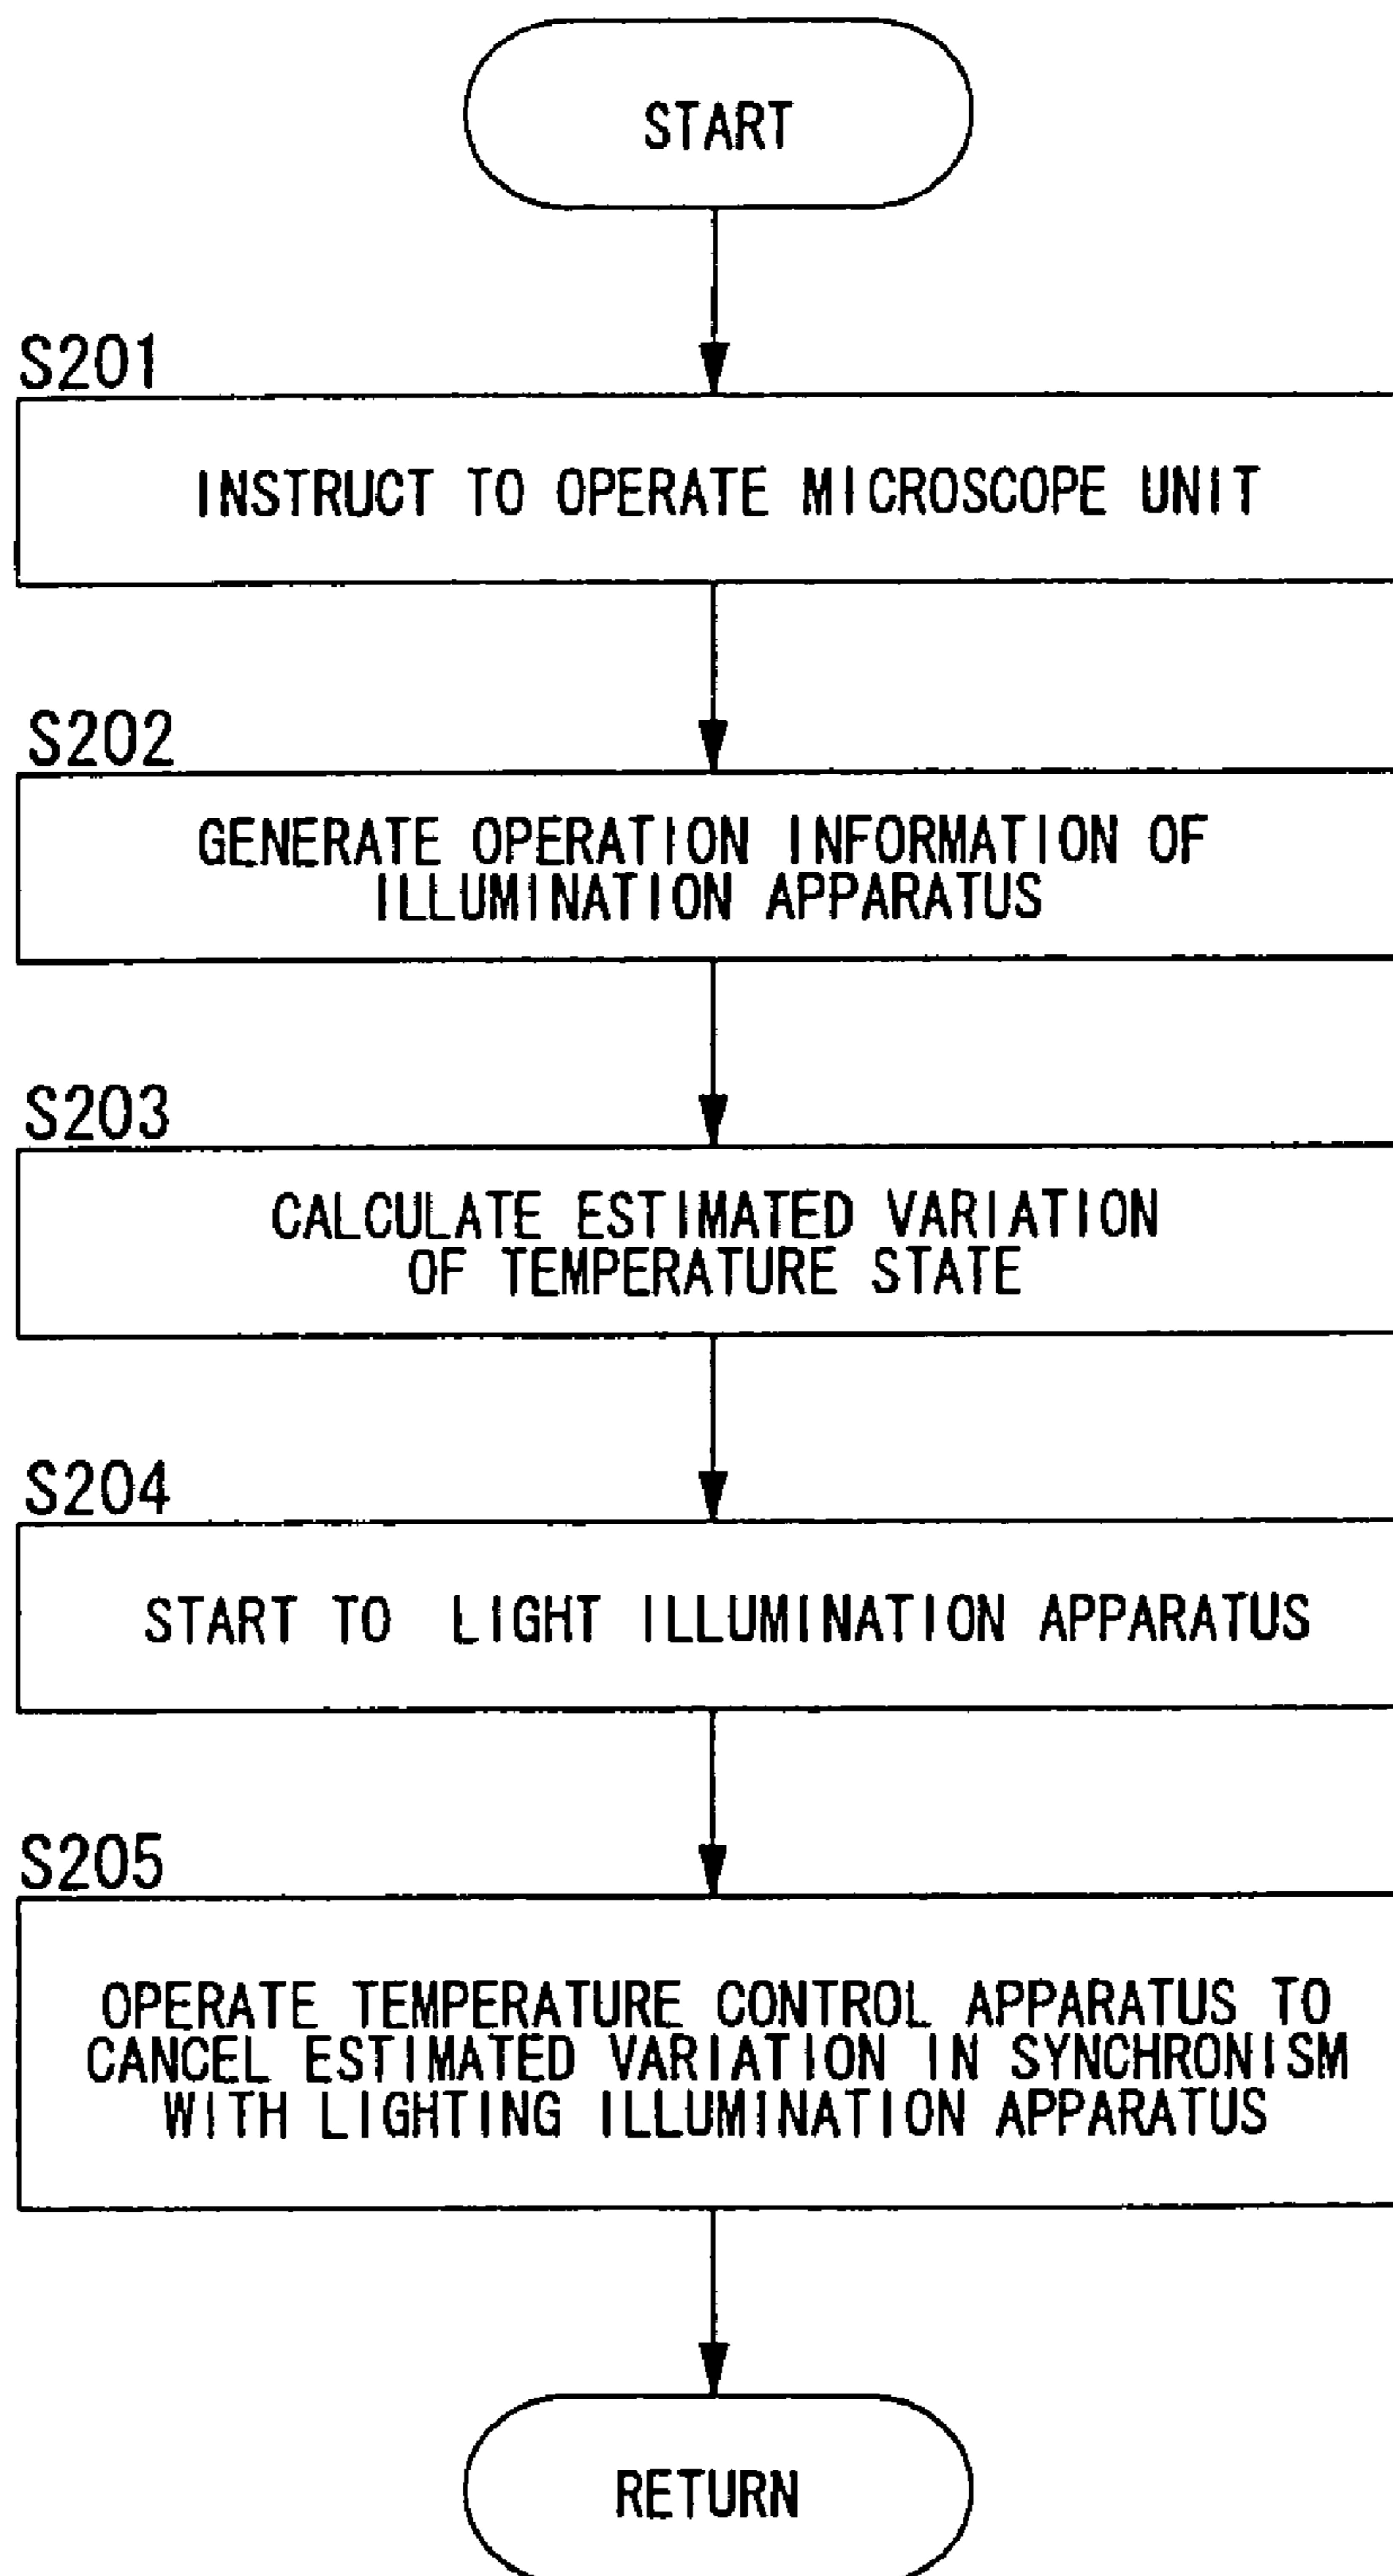 START
S201
INSTRUCT TO OPERATE MICROSCOPE UNIT
S202
GENERATE OPERATION INFORMATION OF
ILLUMINATION APPARATUS
S203
CALCULATE ESTIMATED VARIATION
OF TEMPERATURE STATE
S204
START TO LIGHT ILLUMINATION APPARATUS
S205
OPERATE TEMPERATURE CONTROL APPARATUS TO
CANCEL ESTIMATED VARIATION IN SYNCHRONISM
WITH LIGHTING ILLUMINATION APPARATUS
RETURN